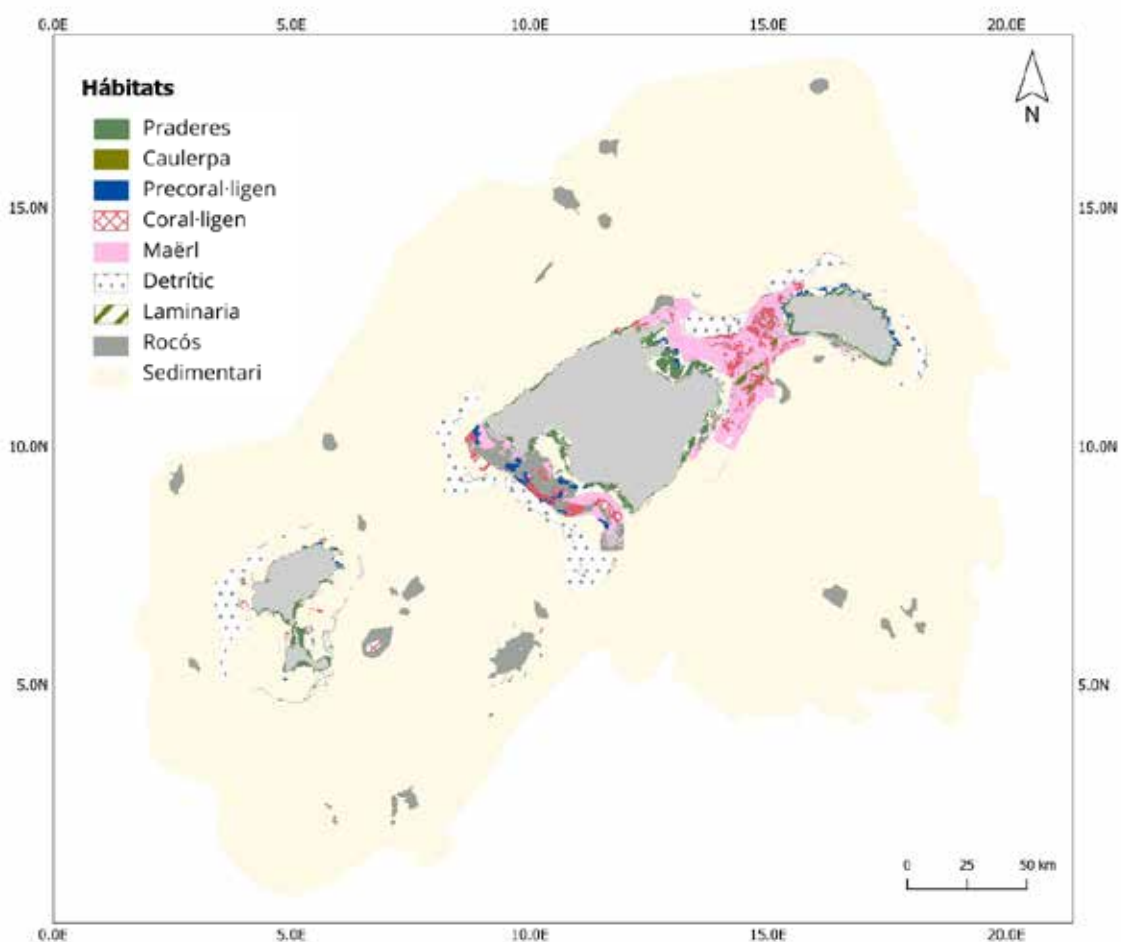 0.0E 5.0E 10.0E 15.0E 20.0E
Hábitats
Praderes
Caulerpa
Precoral·ligen
Coral·ligen
Maërl
Detrític
Laminaria
Rocós
Sedimentari
N
15.0N 15.0N
10.0N 10.0N
5.0N 5.0N
0 25 50 km
0.0E 5.0E 10.0E 15.0E 20.0E